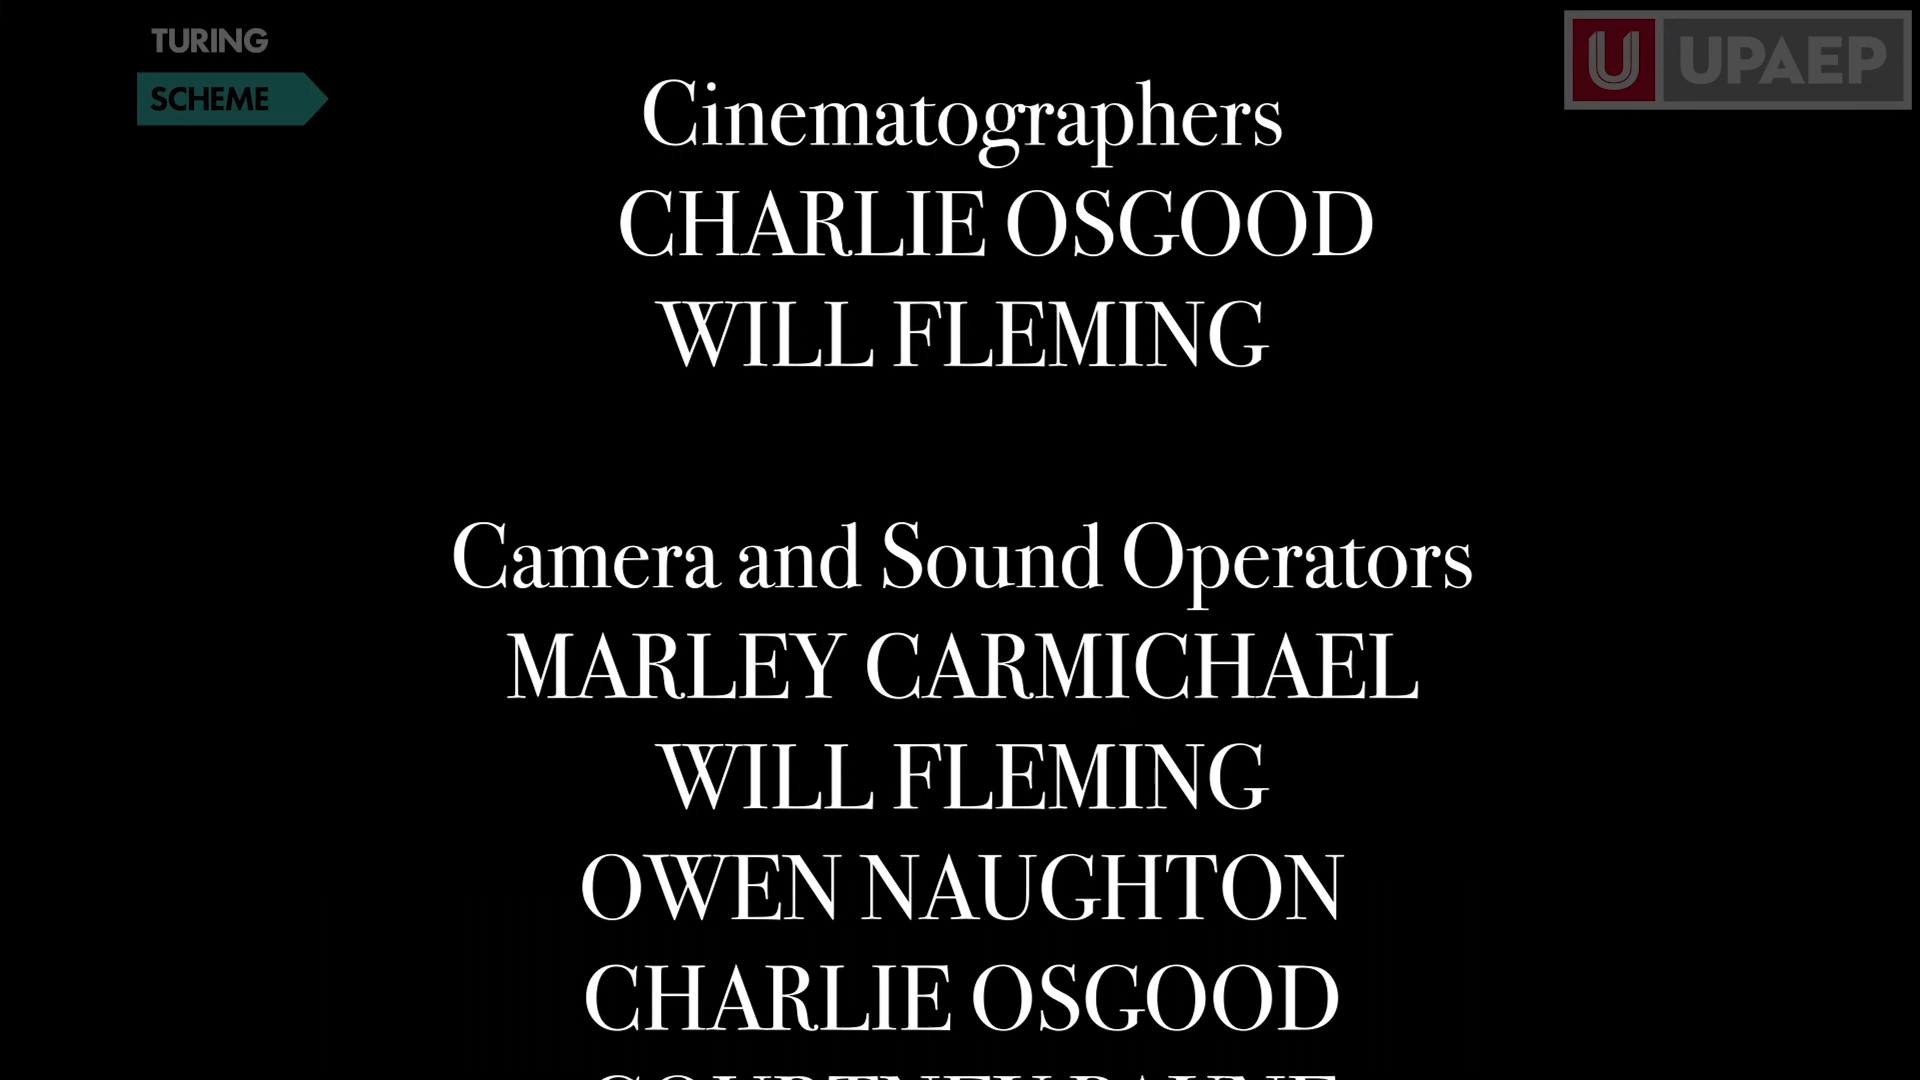 TURING
SCHEME
UPAEP
Cinematographers
CHARLIE OSGOOD
WILL FLEMING
Camera and Sound Operators
MARLEY CARMICHAEL
WILL FLEMING
OWEN NAUGHTON
CHARLIE OSGOOD